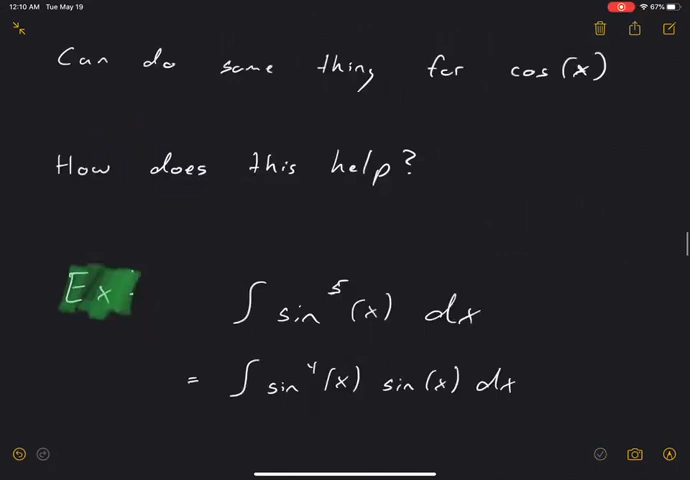 12:10 AM Tue May 19
67%
Can do same thing for cos(x)
How does this help?
Ex:
∫ sin⁵(x) dx
= ∫ sin⁴(x) sin(x) dx